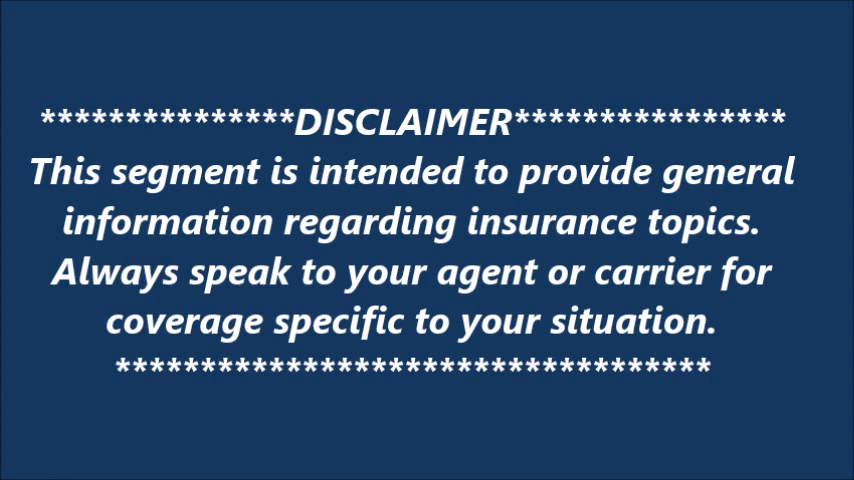 ***************DISCLAIMER****************
This segment is intended to provide general
information regarding insurance topics.
Always speak to your agent or carrier for
coverage specific to your situation.
***********************************